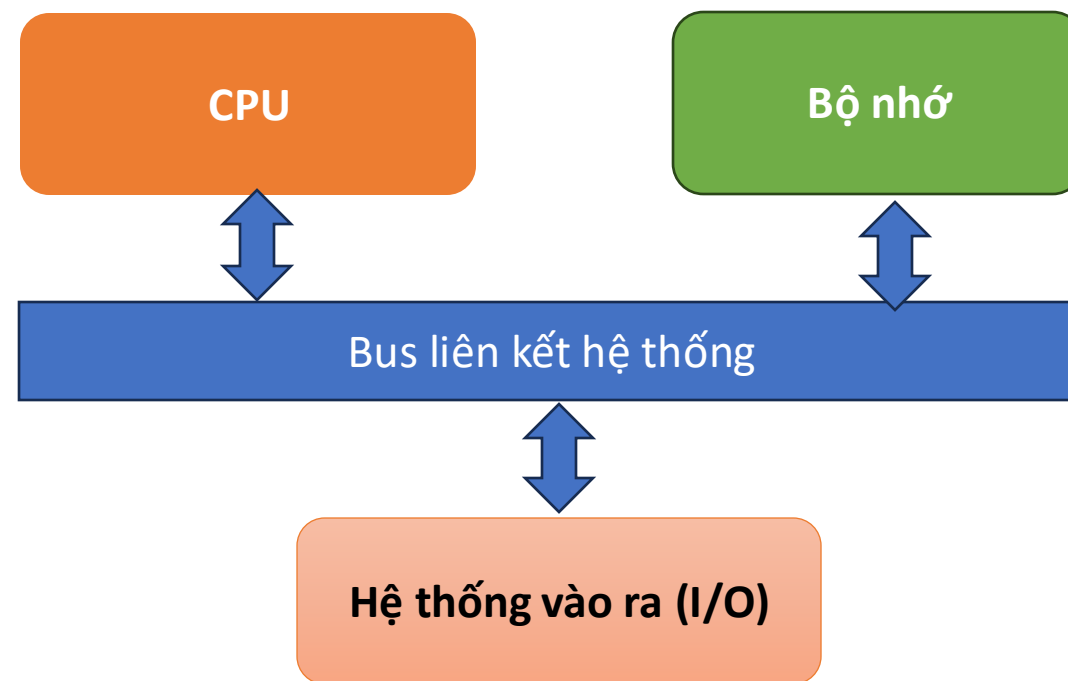 CPU
Bộ nhớ
Bus liên kết hệ thống
Hệ thống vào ra (I/O)